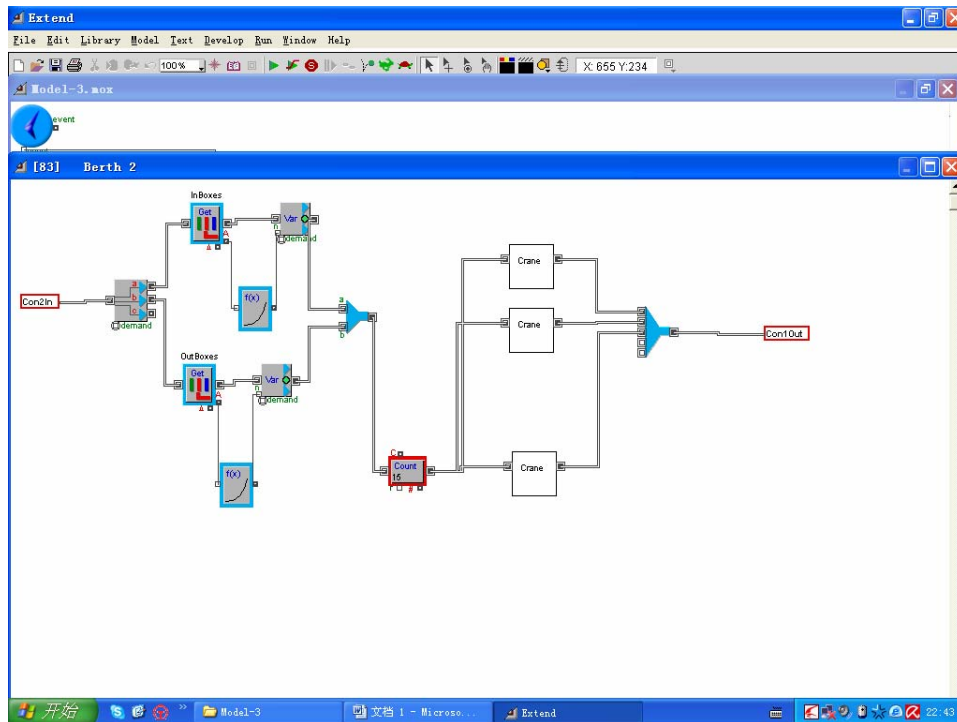 Extend
File Edit Library Model Text Develop Run Window Help
100% X: 655 Y:234
Model-3.mox
event
[83] Berth 2
InBoxes
Get
A
Δ
Var
n
demand
f(x)
Con2In
a
b
c
demand
a
b
OutBoxes
Get
A
Δ
Var
n
demand
f(x)
C
Count
15
r #
Crane
Crane
Crane
Con1Out
开始 Model-3 文档 1 - Microso... Extend 22:43